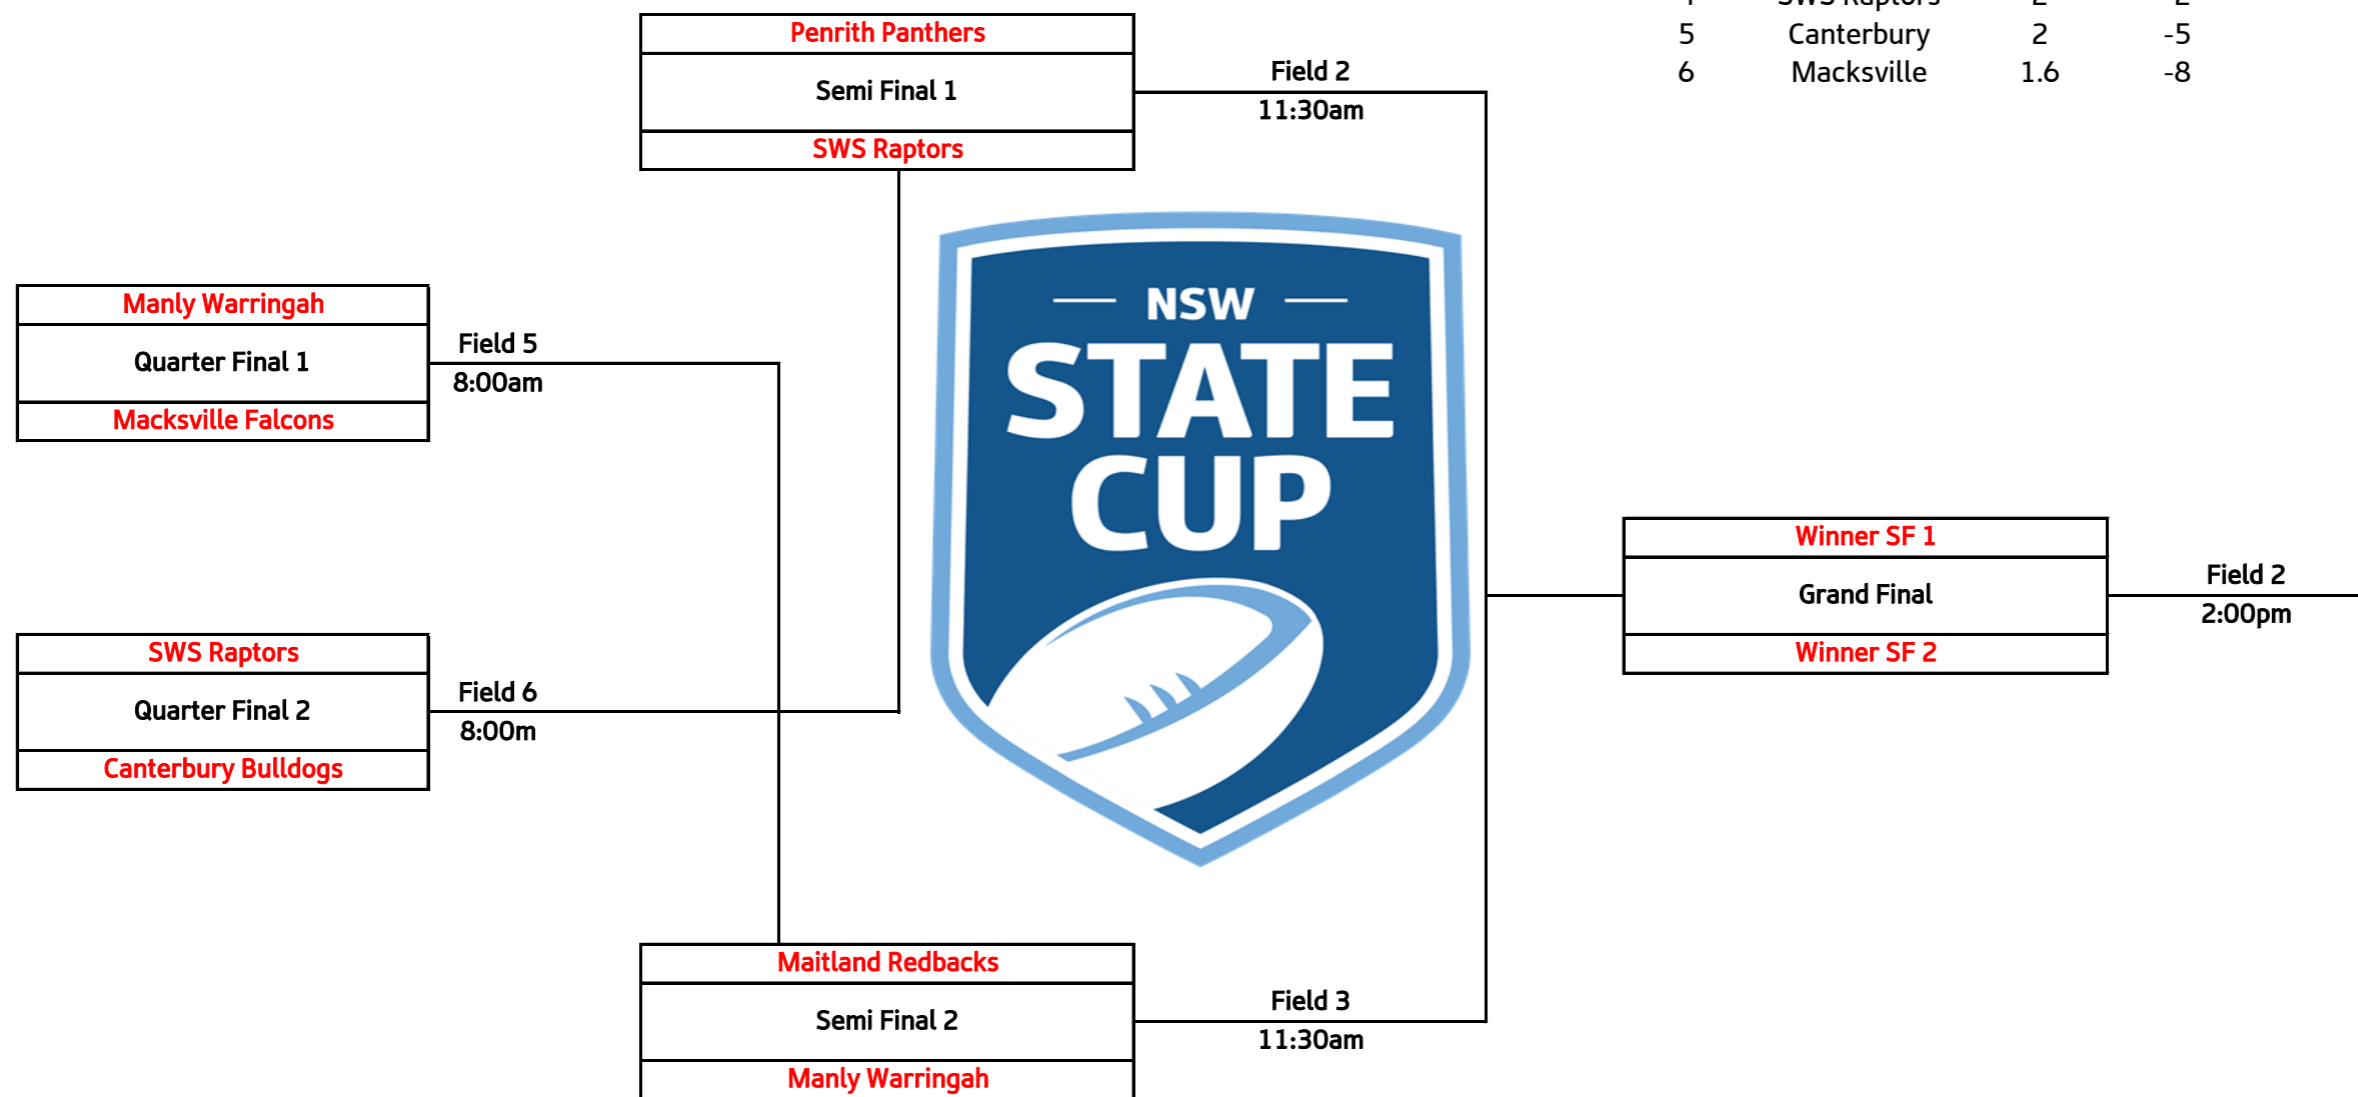 SWS Raptors
5 Canterbury 2 -5
6 Macksville 1.6 -8
Penrith Panthers
Semi Final 1
SWS Raptors
Field 2
11:30am
Manly Warringah
Quarter Final 1
Macksville Falcons
Field 5
8:00am
NSW
STATE
CUP
SWS Raptors
Quarter Final 2
Canterbury Bulldogs
Field 6
8:00m
Winner SF 1
Grand Final
Winner SF 2
Field 2
2:00pm
Maitland Redbacks
Semi Final 2
Manly Warringah
Field 3
11:30am